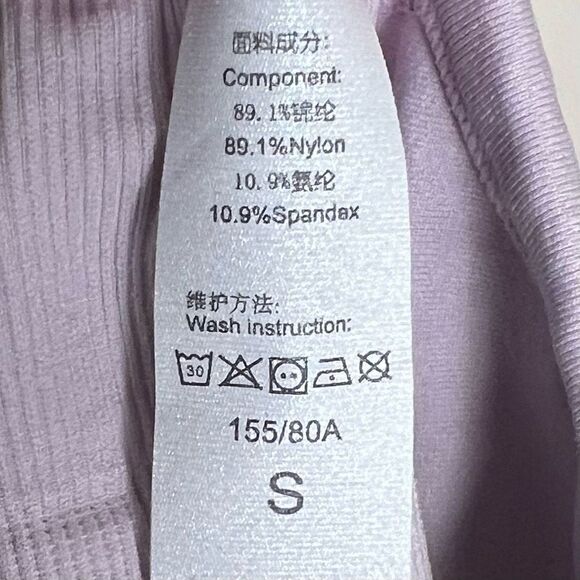 面料成分:
Component:
89.1%锦纶
89.1%Nylon
10.9%氨纶
10.9%Spandex
维护方法:
Wash instruction:
30
155/80A
S